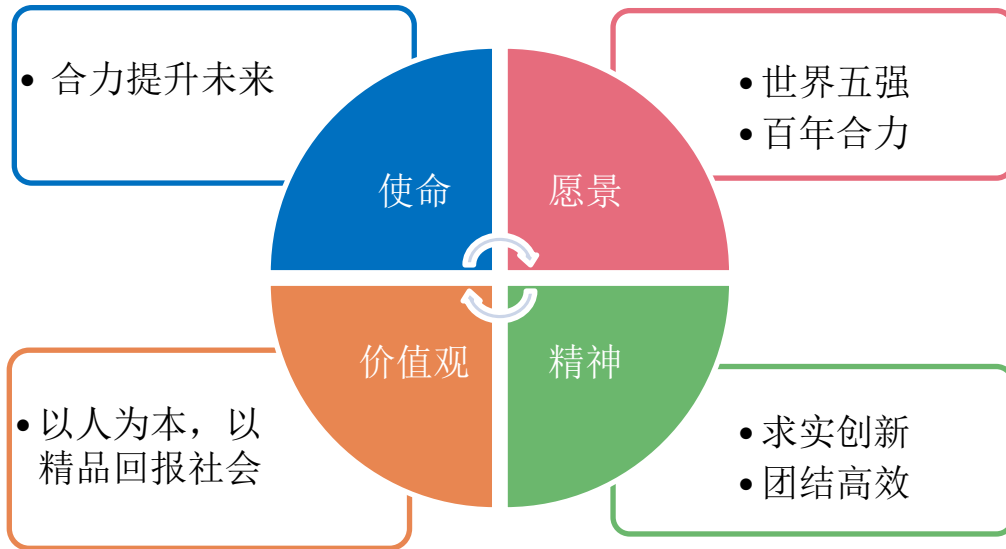 • 合力提升未来
• 世界五强
• 百年合力
使命
愿景
价值观
精神
• 以人为本，以
精品回报社会
• 求实创新
• 团结高效